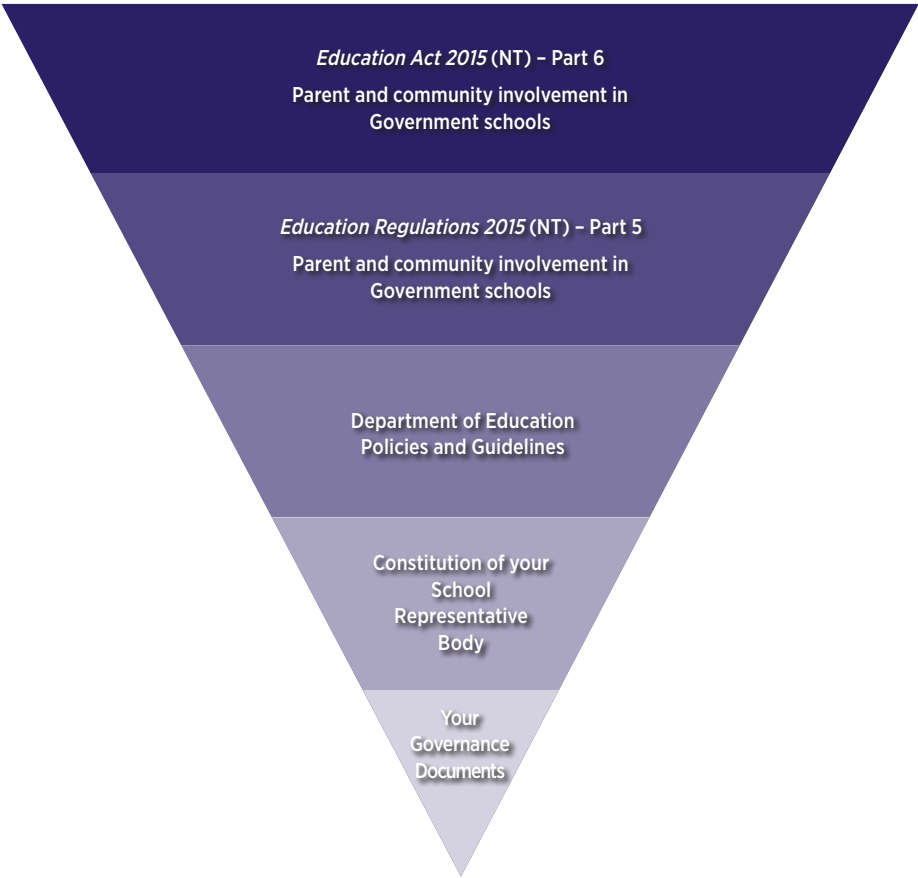 Education Act 2015 (NT) – Part 6
Parent and community involvement in
Government schools
Education Regulations 2015 (NT) – Part 5
Parent and community involvement in
Government schools
Department of Education
Policies and Guidelines
Constitution of your
School
Representative
Body
Your
Governance
Documents